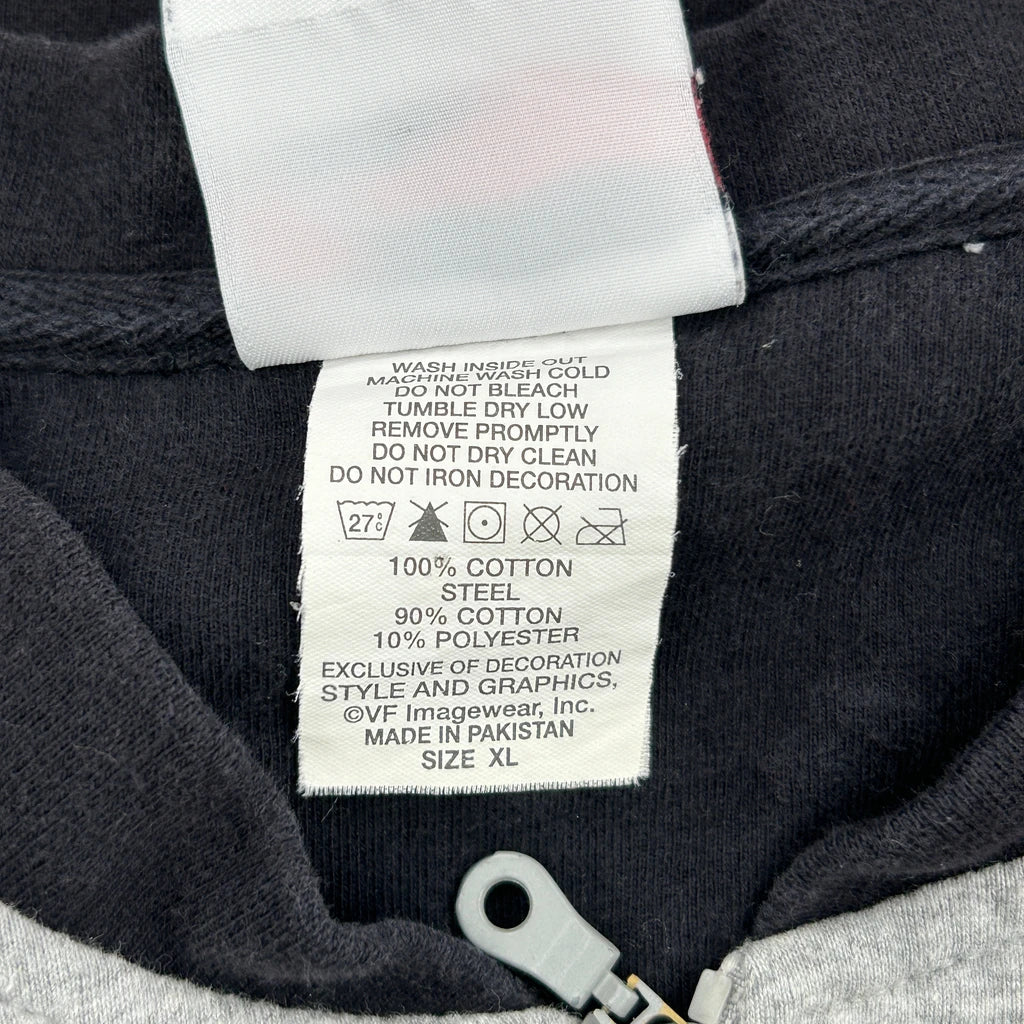 WASH INSIDE OUT
MACHINE WASH COLD
DO NOT BLEACH
TUMBLE DRY LOW
REMOVE PROMPTLY
DO NOT DRY CLEAN
DO NOT IRON DECORATION
27°C
100% COTTON
STEEL
90% COTTON
10% POLYESTER
EXCLUSIVE OF DECORATION
STYLE AND GRAPHICS,
©VF Imagewear, Inc.
MADE IN PAKISTAN
SIZE XL